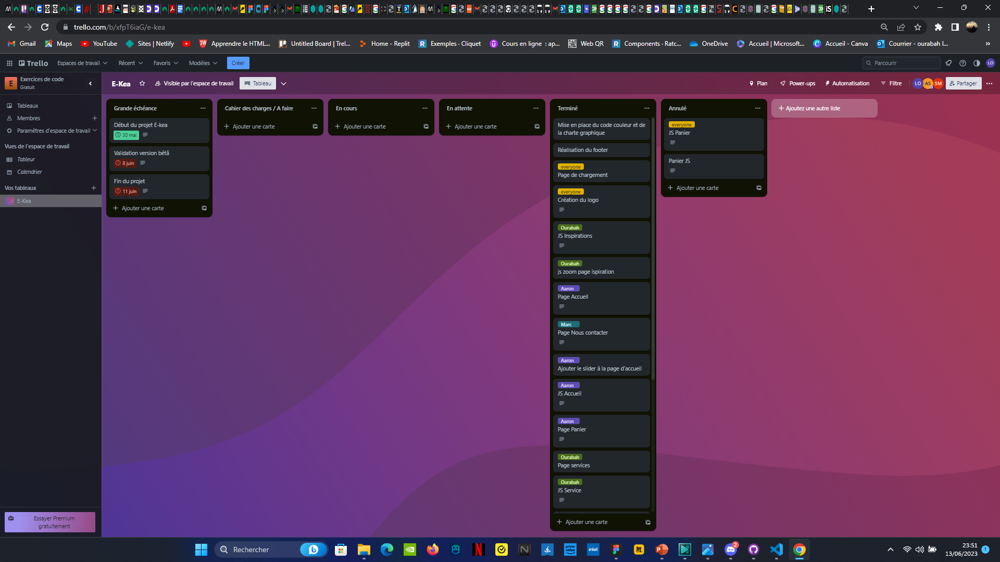 trello.com/b/xfpT6iaG/e-kea
Gmail
Maps
YouTube
Sites | Netlify
Apprendre le HTML...
Untitled Board | Trel...
Home - Replit
Exemples · Cliquet
Cours en ligne : ap...
Web QR
Components · Ratc...
OneDrive
Accueil | Microsoft...
Accueil - Canva
Courrier - ourabah l...
Trello
Espaces de travail
Récent
Favoris
Modèles
Créer
Parcourir
LO
E
Exercices de code
Gratuit
E-Kea
Visible par l'espace de travail
Tableau
Plan
Power-ups
Automatisation
Filtre
LO
AS
SM
Partager
Tableaux
Membres
Paramètres d'espace de travail
Vues de l'espace de travail
Tableur
Calendrier
Vos tableaux
E-Kea
Essayer Premium
gratuitement
Grande échéance
Début du projet E-kea
30 mai
Validation version bétâ
8 juin
Fin du projet
11 juin
Ajouter une carte
Cahier des charges / A faire
Ajouter une carte
En cours
Ajouter une carte
En attente
Ajouter une carte
Terminé
Mise en place du code couleur et de
la charte graphique
Réalisation du footer
everyone
Page de chargement
everyone
Création du logo
Ourabah
JS Inspirations
Ourabah
js zoom page ispiration
Aaron
Page Accueil
Marc
Page Nous contacter
Aaron
Ajouter le slider à la page d'accueil
Aaron
JS Accueil
Aaron
Page Panier
Ourabah
Page services
Ourabah
JS Service
Ajouter une carte
Annulé
everyone
JS Panier
Panier JS
Ajouter une carte
Ajoutez une autre liste
Rechercher
prime video
intel
2
23:51
13/06/2023
1